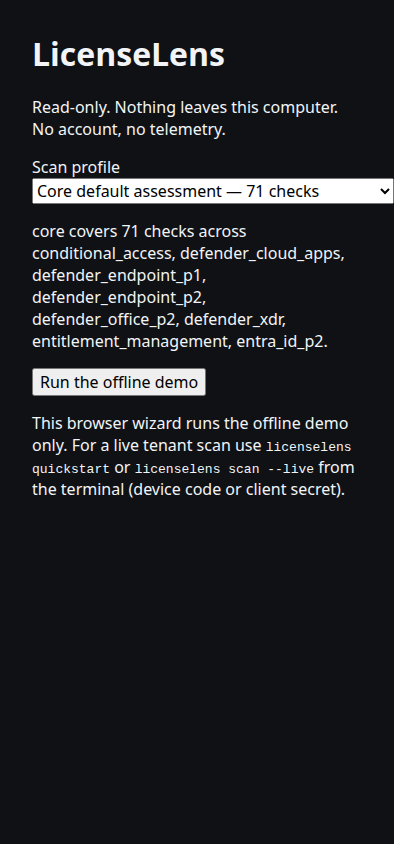 LicenseLens
Read-only. Nothing leaves this computer.
No account, no telemetry.
Scan profile
Core default assessment — 71 checks
core covers 71 checks across
conditional_access, defender_cloud_apps,
defender_endpoint_p1,
defender_endpoint_p2,
defender_office_p2, defender_xdr,
entitlement_management, entra_id_p2.
Run the offline demo
This browser wizard runs the offline demo
only. For a live tenant scan use licenselens
quickstart or licenselens scan --live from
the terminal (device code or client secret).